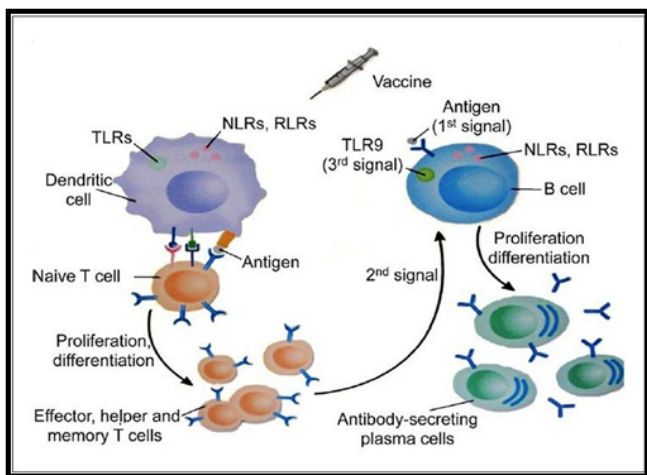 Vaccine
TLRs
NLRs, RLRs
Dendritic
cell
Naive T cell
Antigen
Proliferation,
differentiation
Effector, helper and
memory T cells
Antigen
(1st signal)
TLR9
(3rd signal)
NLRs, RLRs
B cell
2nd signal
Proliferation
differentiation
Antibody-secreting
plasma cells